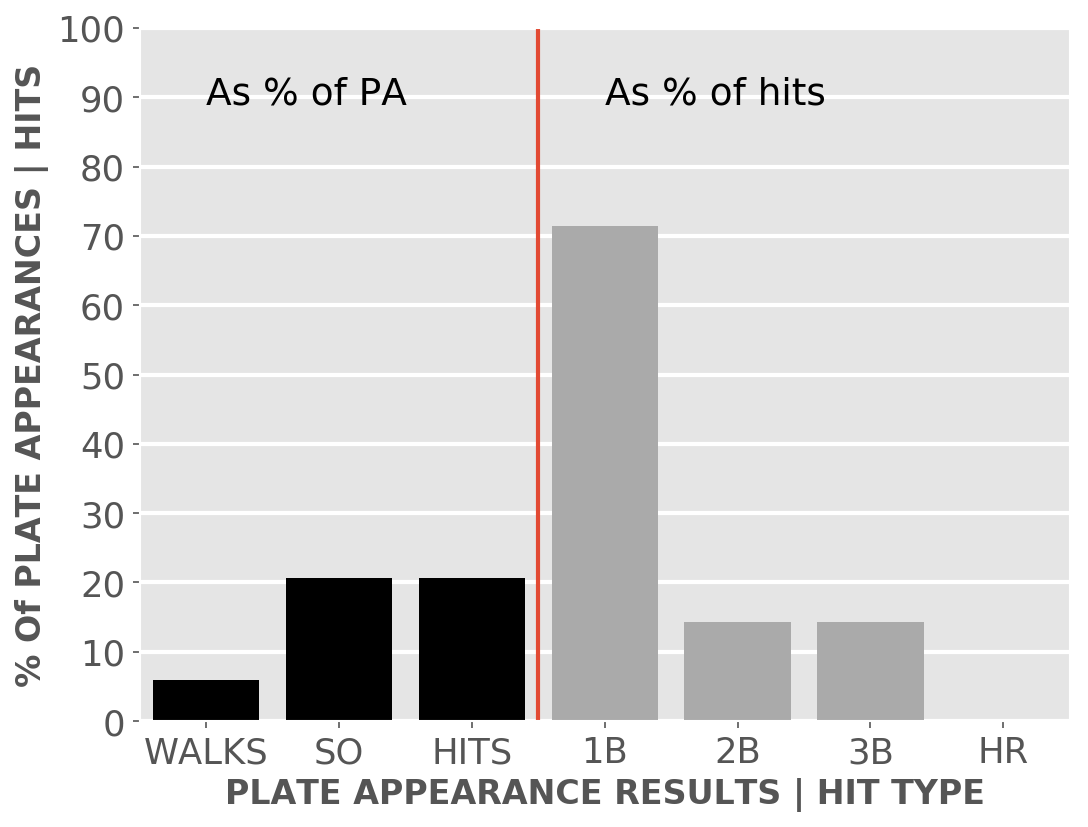 As % of PA
As % of hits
% Of PLATE APPEARANCES | HITS
100
90
80
70
60
50
40
30
20
10
0
WALKS SO HITS 1B 2B 3B HR
PLATE APPEARANCE RESULTS | HIT TYPE